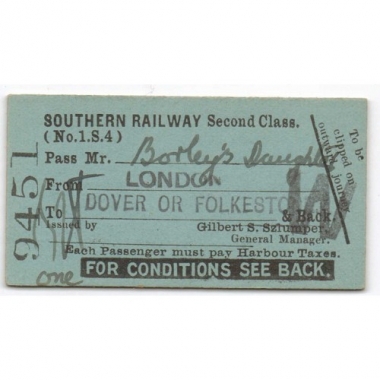 SOUTHERN RAILWAY Second Class.
(No.1.S.4)
Pass Mr. Borley's Daughter
From LONDON
To DOVER OR FOLKESTO & Back.
Issued by Gilbert S. Szlumper,
General Manager.
Each Passenger must pay Harbour Taxes.
FOR CONDITIONS SEE BACK.
9451
one
To be
clipped on
outward journey